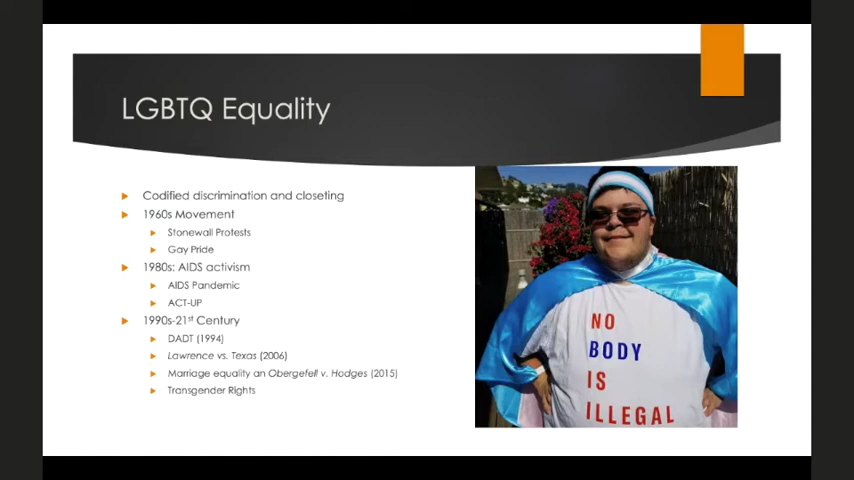 LGBTQ Equality
Codified discrimination and closeting
1960s Movement
Stonewall Protests
Gay Pride
1980s: AIDS activism
AIDS Pandemic
ACT-UP
1990s-21st Century
DADT (1994)
Lawrence vs. Texas (2006)
Marriage equality an Obergefell v. Hodges (2015)
Transgender Rights
NO
BODY
IS
ILLEGAL